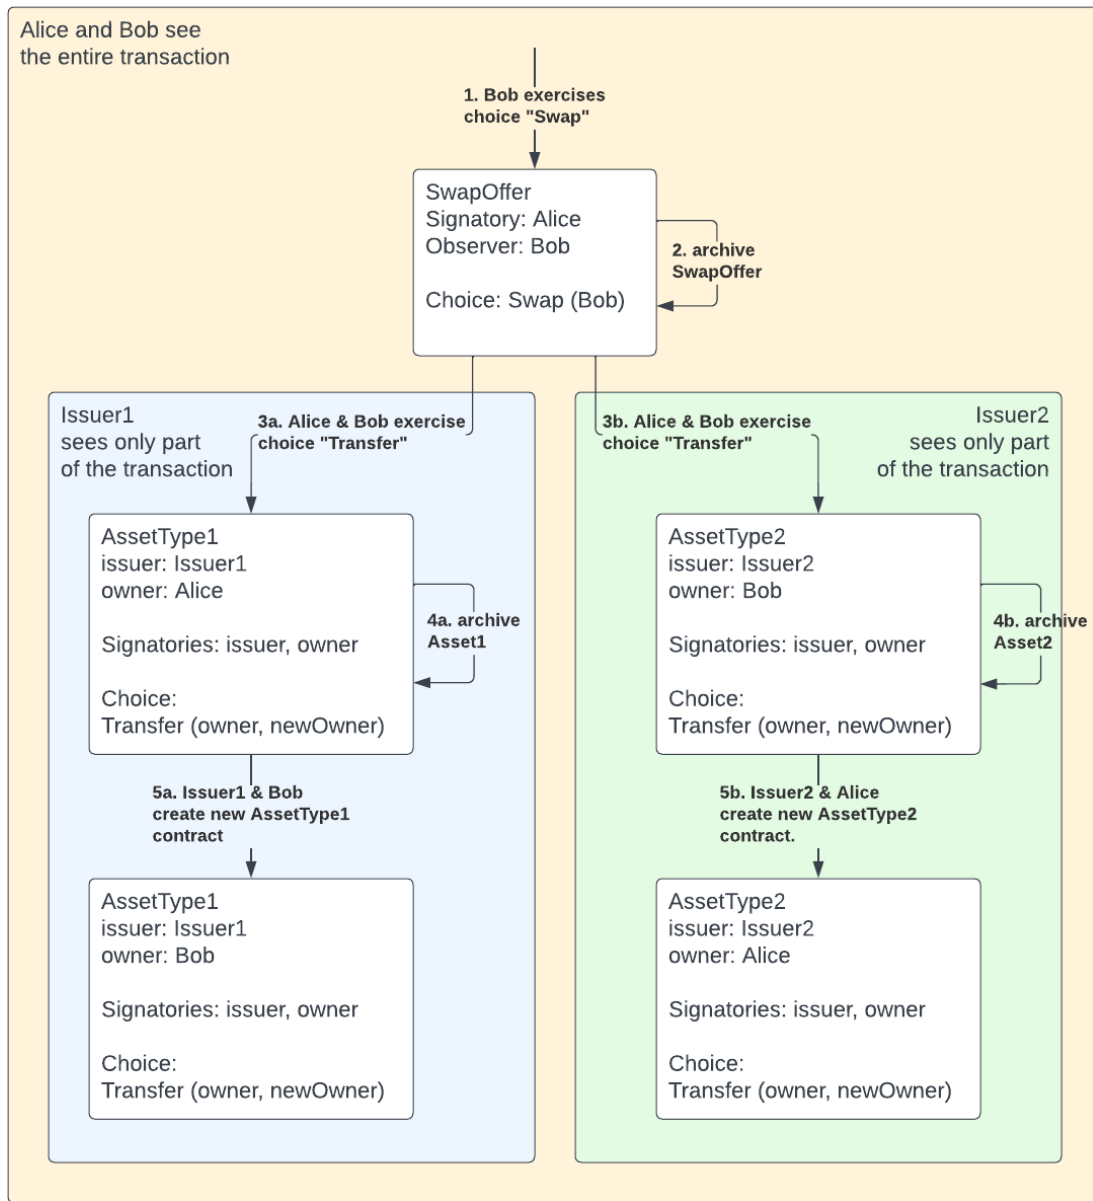 Alice and Bob see
the entire transaction
1. Bob exercises
choice "Swap"
SwapOffer
Signatory: Alice
Observer: Bob
Choice: Swap (Bob)
2. archive
SwapOffer
Issuer1
sees only part
of the transaction
3a. Alice & Bob exercise
choice "Transfer"
AssetType1
issuer: Issuer1
owner: Alice
Signatories: issuer, owner
Choice:
Transfer (owner, newOwner)
4a. archive
Asset1
5a. Issuer1 & Bob
create new AssetType1
contract
AssetType1
issuer: Issuer1
owner: Bob
Signatories: issuer, owner
Choice:
Transfer (owner, newOwner)
3b. Alice & Bob exercise
choice "Transfer"
Issuer2
sees only part
of the transaction
AssetType2
issuer: Issuer2
owner: Bob
Signatories: issuer, owner
Choice:
Transfer (owner, newOwner)
4b. archive
Asset2
5b. Issuer2 & Alice
create new AssetType2
contract.
AssetType2
issuer: Issuer2
owner: Alice
Signatories: issuer, owner
Choice:
Transfer (owner, newOwner)